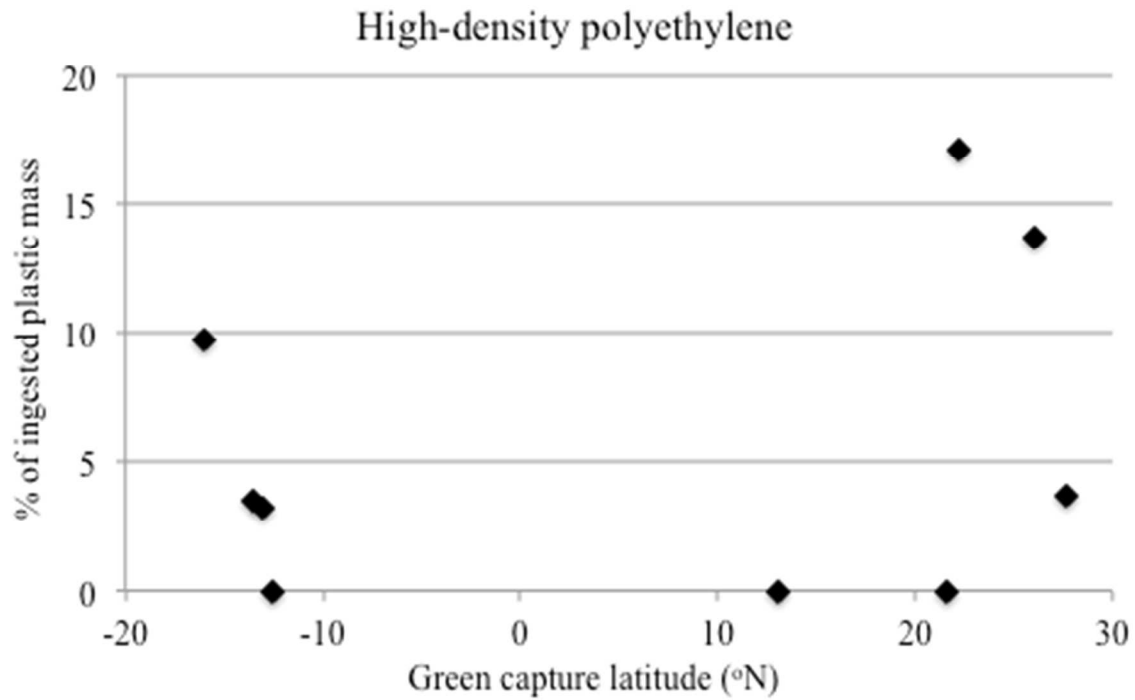 High-density polyethylene
20
15
10
5
0
% of ingested plastic mass
-20 -10 0 10 20 30
Green capture latitude (ºN)